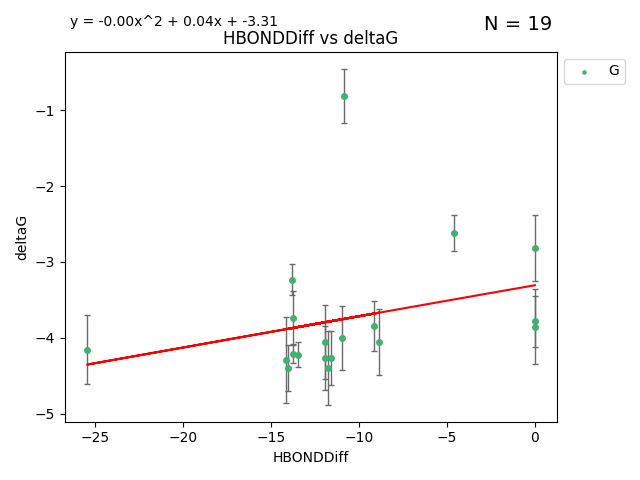 y = -0.00x^2 + 0.04x + -3.31
N = 19
HBONDDiff vs deltaG
G
−1
−2
−3
−4
−5
deltaG
−25
−20
−15
−10
−5
0
HBONDDiff